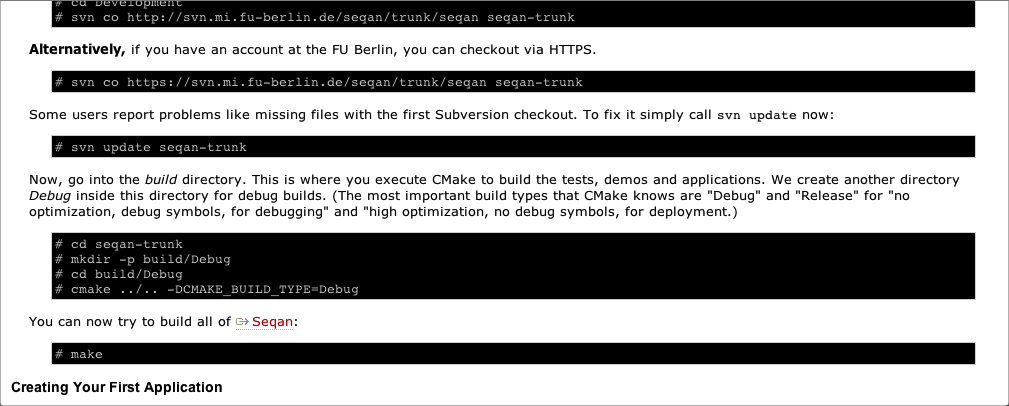 # cd Development
# svn co http://svn.mi.fu-berlin.de/seqan/trunk/seqan seqan-trunk
Alternatively, if you have an account at the FU Berlin, you can checkout via HTTPS.
# svn co https://svn.mi.fu-berlin.de/seqan/trunk/seqan seqan-trunk
Some users report problems like missing files with the first Subversion checkout. To fix it simply call svn update now:
# svn update seqan-trunk
Now, go into the build directory. This is where you execute CMake to build the tests, demos and applications. We create another directory
Debug inside this directory for debug builds. (The most important build types that CMake knows are "Debug" and "Release" for "no
optimization, debug symbols, for debugging" and "high optimization, no debug symbols, for deployment.)
# cd seqan-trunk
# mkdir -p build/Debug
# cd build/Debug
# cmake ../.. -DCMAKE_BUILD_TYPE=Debug
You can now try to build all of Seqan:
# make
Creating Your First Application